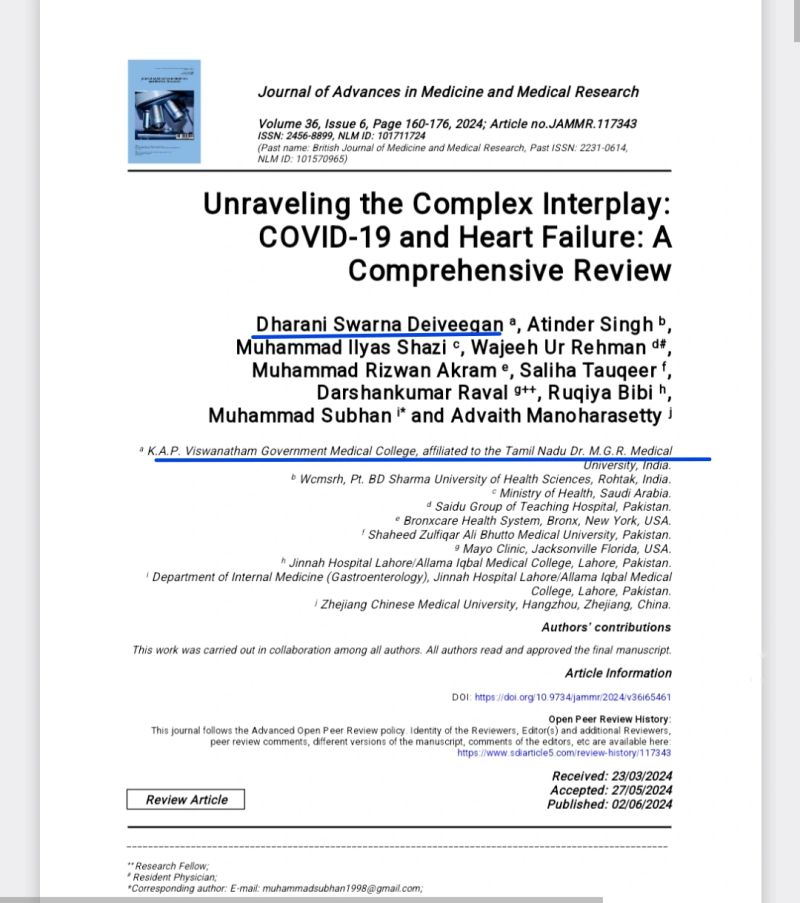 Journal of Advances in Medicine and Medical Research
Volume 36, Issue 6, Page 160-176, 2024; Article no.JAMMR.117343
ISSN: 2456-8899, NLM ID: 101711724
(Past name: British Journal of Medicine and Medical Research, Past ISSN: 2231-0614,
NLM ID: 101570965)
Unraveling the Complex Interplay:
COVID-19 and Heart Failure: A
Comprehensive Review
Dharani Swarna Deiveegan a, Atinder Singh b,
Muhammad Ilyas Shazi c, Wajeeh Ur Rehman d#,
Muhammad Rizwan Akram e, Saliha Tauqeer f,
Darshankumar Raval g++, Ruqiya Bibi h,
Muhammad Subhan i* and Advaith Manoharasetty j
a K.A.P. Viswanatham Government Medical College, affiliated to the Tamil Nadu Dr. M.G.R. Medical
University, India.
b Wcmsrh, Pt. BD Sharma University of Health Sciences, Rohtak, India.
c Ministry of Health, Saudi Arabia.
d Saidu Group of Teaching Hospital, Pakistan.
e Bronxcare Health System, Bronx, New York, USA.
f Shaheed Zulfiqar Ali Bhutto Medical University, Pakistan.
g Mayo Clinic, Jacksonville Florida, USA.
h Jinnah Hospital Lahore/Allama Iqbal Medical College, Lahore, Pakistan.
i Department of Internal Medicine (Gastroenterology), Jinnah Hospital Lahore/Allama Iqbal Medical
College, Lahore, Pakistan.
j Zhejiang Chinese Medical University, Hangzhou, Zhejiang, China.
Authors' contributions
This work was carried out in collaboration among all authors. All authors read and approved the final manuscript.
Article Information
DOI: https://doi.org/10.9734/jammr/2024/v36i65461
Open Peer Review History:
This journal follows the Advanced Open Peer Review policy. Identity of the Reviewers, Editor(s) and additional Reviewers,
peer review comments, different versions of the manuscript, comments of the editors, etc are available here:
https://www.sdiarticle5.com/review-history/117343
Received: 23/03/2024
Accepted: 27/05/2024
Published: 02/06/2024
Review Article
++ Research Fellow;
# Resident Physician;
*Corresponding author: E-mail: muhammadsubhan1998@gmail.com;